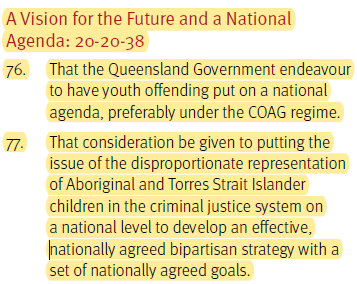 A Vision for the Future and a National
Agenda: 20-20-38
76. That the Queensland Government endeavour
to have youth offending put on a national
agenda, preferably under the COAG regime.
77. That consideration be given to putting the
issue of the disproportionate representation
of Aboriginal and Torres Strait Islander
children in the criminal justice system on
a national level to develop an effective,
nationally agreed bipartisan strategy with a
set of nationally agreed goals.